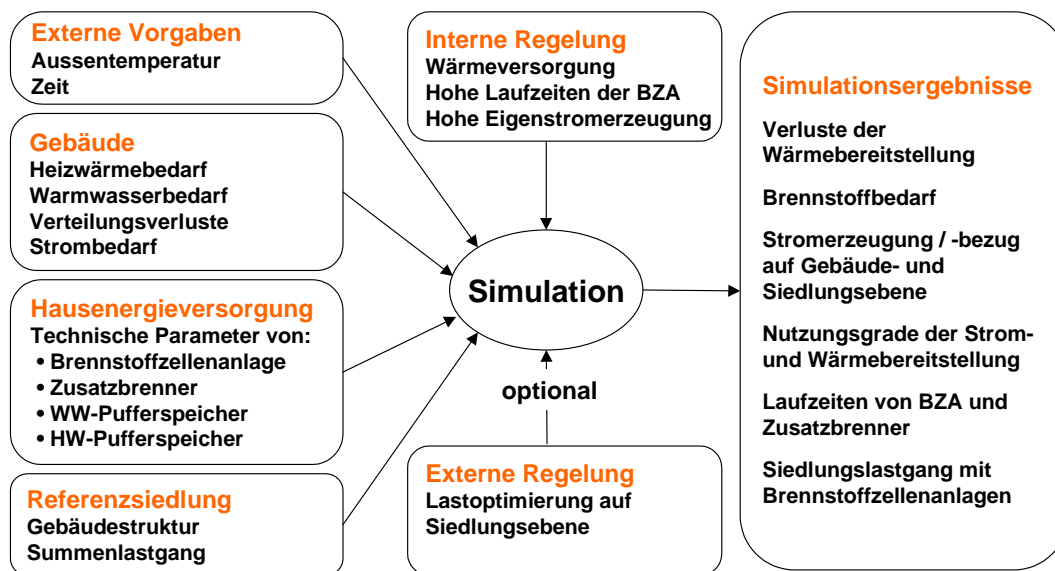 Externe Vorgaben
Aussentemperatur
Zeit
Gebäude
Heizwärmebedarf
Warmwasserbedarf
Verteilungsverluste
Strombedarf
Hausenergieversorgung
Technische Parameter von:
• Brennstoffzellenanlage
• Zusatzbrenner
• WW-Pufferspeicher
• HW-Pufferspeicher
Referenzsiedlung
Gebäudestruktur
Summenlastgang
Interne Regelung
Wärmeversorgung
Hohe Laufzeiten der BZA
Hohe Eigenstromerzeugung
Simulation
optional
Externe Regelung
Lastoptimierung auf
Siedlungsebene
Simulationsergebnisse
Verluste der
Wärmebereitstellung
Brennstoffbedarf
Stromerzeugung / -bezug
auf Gebäude- und
Siedlungsebene
Nutzungsgrade der Strom-
und Wärmebereitstellung
Laufzeiten von BZA und
Zusatzbrenner
Siedlungslastgang mit
Brennstoffzellenanlagen